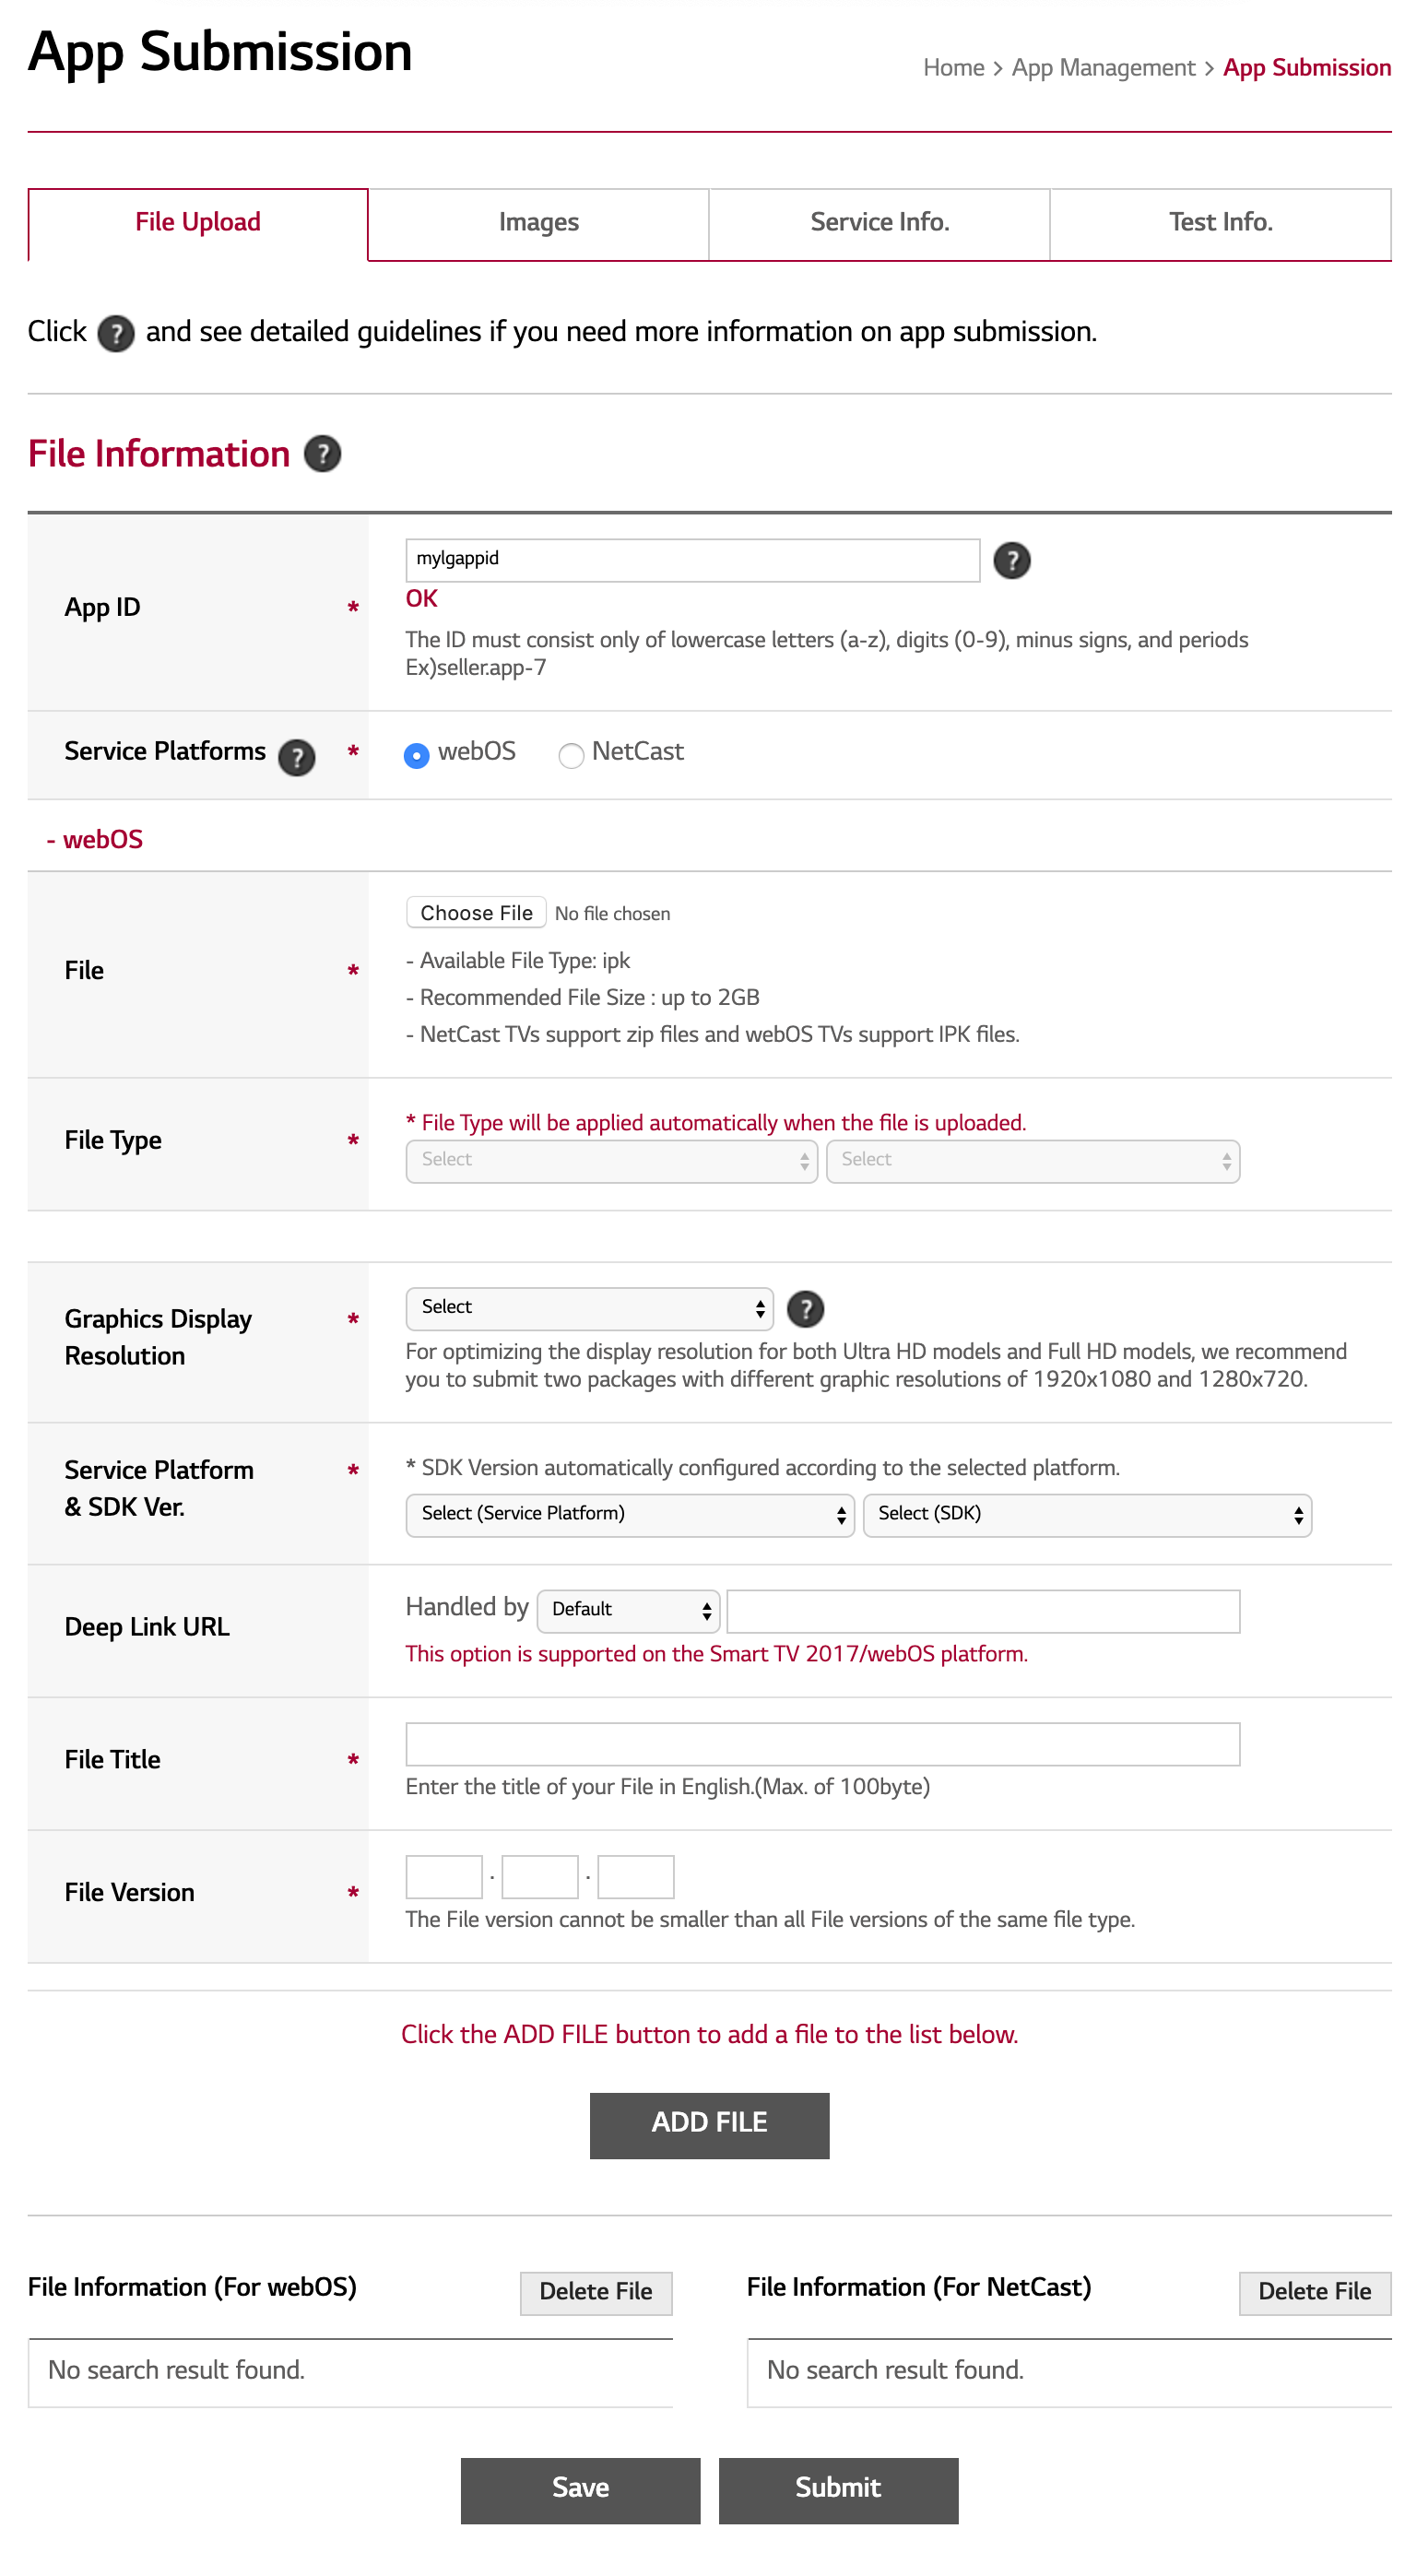 App Submission
Home > App Management > App Submission
File Upload
Images
Service Info.
Test Info.
Click ? and see detailed guidelines if you need more information on app submission.
File Information ?
App ID *
mylgappid ?
OK
The ID must consist only of lowercase letters (a-z), digits (0-9), minus signs, and periods
Ex)seller.app-7
Service Platforms ? *
webOS NetCast
- webOS
File *
Choose File No file chosen
- Available File Type: ipk
- Recommended File Size : up to 2GB
- NetCast TVs support zip files and webOS TVs support IPK files.
File Type *
* File Type will be applied automatically when the file is uploaded.
Select Select
Graphics Display *
Resolution
Select ?
For optimizing the display resolution for both Ultra HD models and Full HD models, we recommend
you to submit two packages with different graphic resolutions of 1920x1080 and 1280x720.
Service Platform *
& SDK Ver.
* SDK Version automatically configured according to the selected platform.
Select (Service Platform) Select (SDK)
Deep Link URL
Handled by Default
This option is supported on the Smart TV 2017/webOS platform.
File Title *
Enter the title of your File in English.(Max. of 100byte)
File Version *
. .
The File version cannot be smaller than all File versions of the same file type.
Click the ADD FILE button to add a file to the list below.
ADD FILE
File Information (For webOS) Delete File
No search result found.
File Information (For NetCast) Delete File
No search result found.
Save Submit